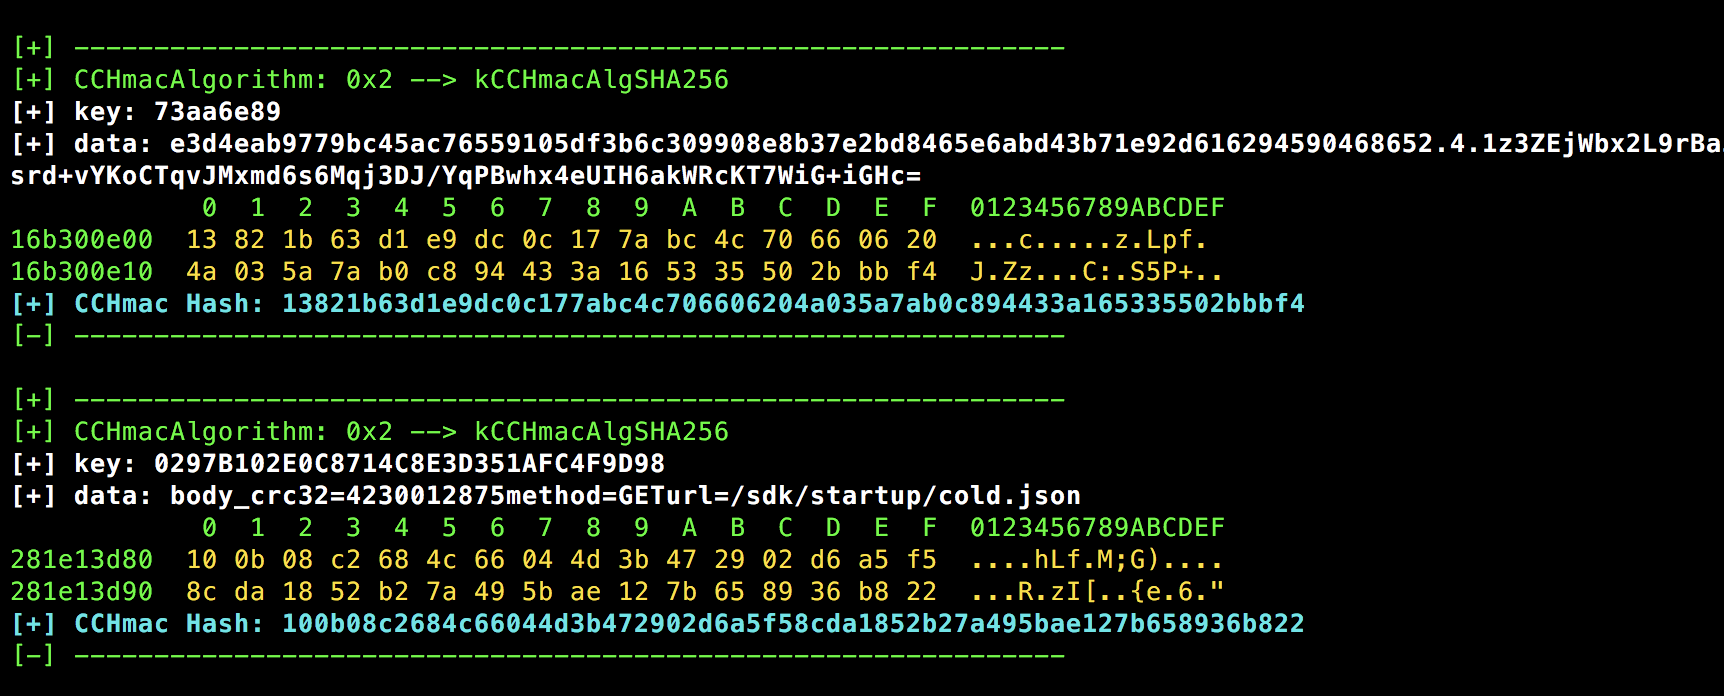 [+] --------------------------------------------------------------
[+] CCHmacAlgorithm: 0x2 --> kCCHmacAlgSHA256
[+] key: 73aa6e89
[+] data: e3d4eab9779bc45ac76559105df3b6c309908e8b37e2bd8465e6abd43b71e92d616294590468652.4.1z3ZEjWbx2L9rBa
srd+vYKoCTqvJMxmd6s6Mqj3DJ/YqPBwhx4eUIH6akWRcKT7WiG+iGHc=
0 1 2 3 4 5 6 7 8 9 A B C D E F 0123456789ABCDEF
16b300e00 13 82 1b 63 d1 e9 dc 0c 17 7a bc 4c 70 66 06 20 ...c.....z.Lpf.
16b300e10 4a 03 5a 7a b0 c8 94 43 3a 16 53 35 50 2b bb f4 J.Zz...C:.S5P+..
[+] CCHmac Hash: 13821b63d1e9dc0c177abc4c706606204a035a7ab0c894433a165335502bbbf4
[-] --------------------------------------------------------------
[+] --------------------------------------------------------------
[+] CCHmacAlgorithm: 0x2 --> kCCHmacAlgSHA256
[+] key: 0297B102E0C8714C8E3D351AFC4F9D98
[+] data: body_crc32=4230012875method=GETurl=/sdk/startup/cold.json
0 1 2 3 4 5 6 7 8 9 A B C D E F 0123456789ABCDEF
281e13d80 10 0b 08 c2 68 4c 66 04 4d 3b 47 29 02 d6 a5 f5 ....hLf.M;G)....
281e13d90 8c da 18 52 b2 7a 49 5b ae 12 7b 65 89 36 b8 22 ...R.zI[..{e.6."
[+] CCHmac Hash: 100b08c2684c66044d3b472902d6a5f58cda1852b27a495bae127b658936b822
[-] --------------------------------------------------------------